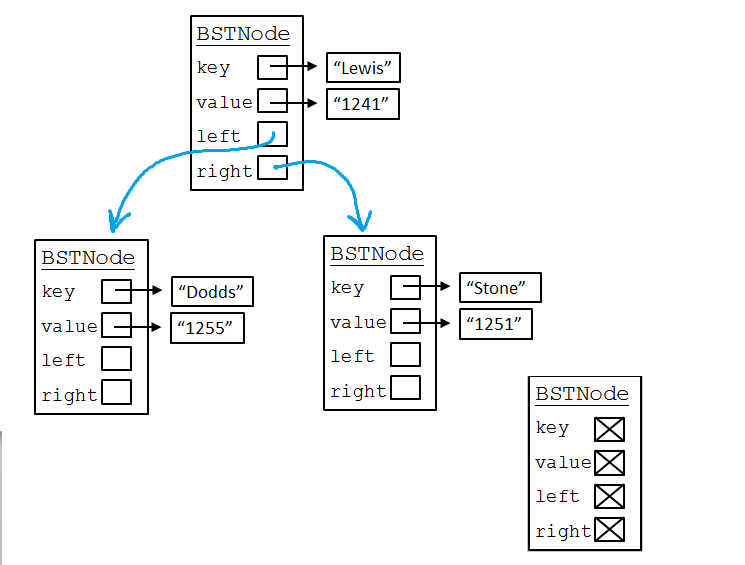 BSTNode
key “Lewis”
value “1241”
left
right
BSTNode
key “Dodds”
value “1255”
left
right
BSTNode
key “Stone”
value “1251”
left
right
BSTNode
key
value
left
right